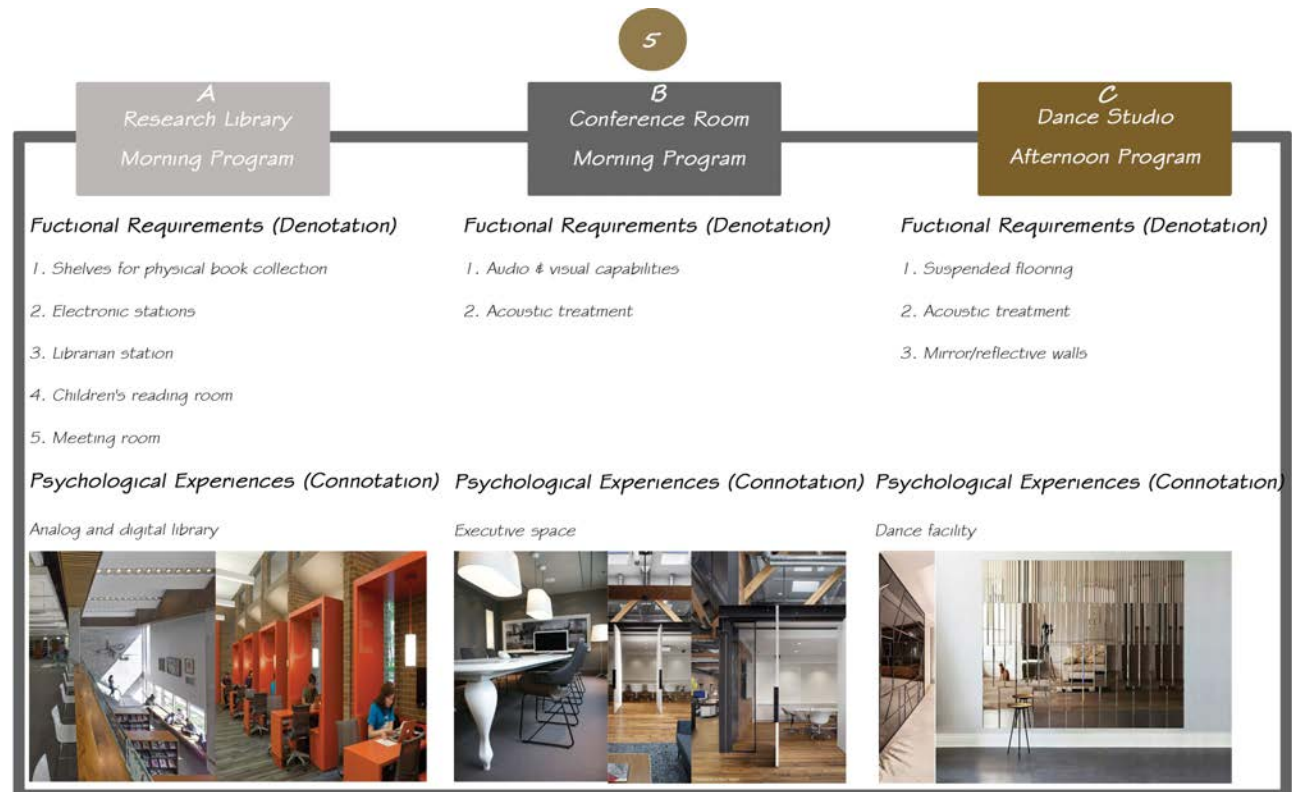 5
A
Research Library
Morning Program
B
Conference Room
Morning Program
C
Dance Studio
Afternoon Program
Fuctional Requirements (Denotation)
1. Shelves for physical book collection
2. Electronic stations
3. Librarian station
4. Children's reading room
5. Meeting room
Psychological Experiences (Connotation)
Analog and digital library
Fuctional Requirements (Denotation)
1. Audio & visual capabilities
2. Acoustic treatment
Psychological Experiences (Connotation)
Executive space
Fuctional Requirements (Denotation)
1. Suspended flooring
2. Acoustic treatment
3. Mirror/reflective walls
Psychological Experiences (Connotation)
Dance facility